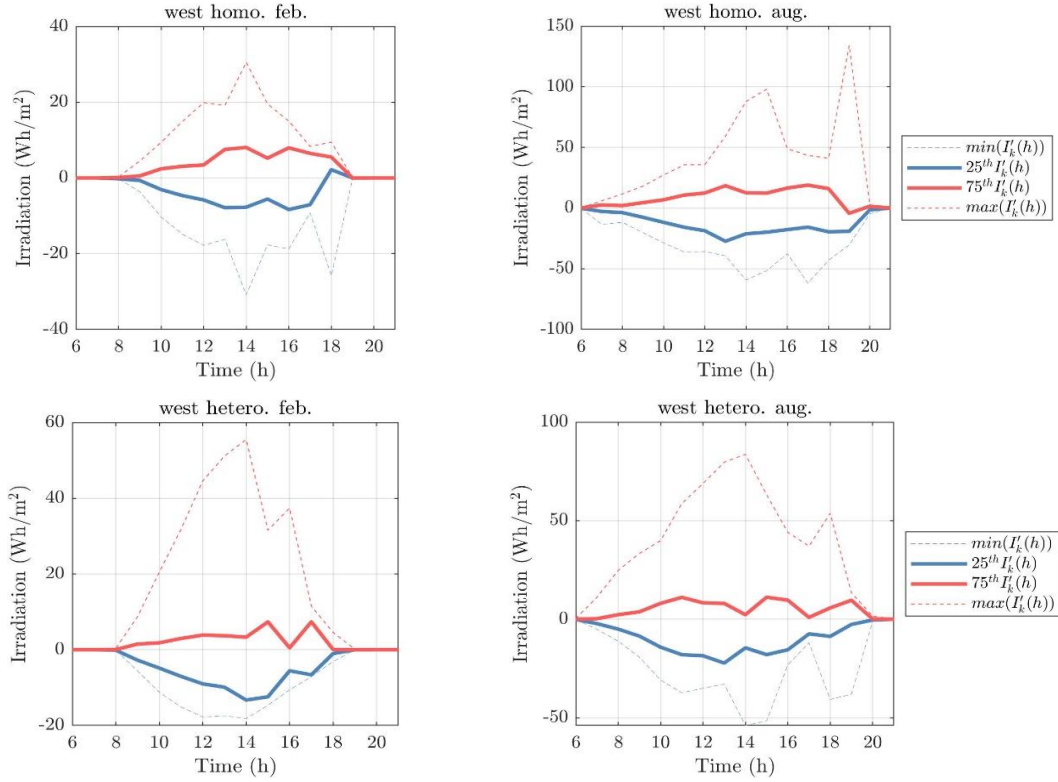 west homo. feb.
40
20
0
-20
-40
Irradiation (Wh/m²)
6 8 10 12 14 16 18 20
Time (h)
west homo. aug.
150
100
50
0
-50
-100
Irradiation (Wh/m²)
6 8 10 12 14 16 18 20
Time (h)
min(I′ₖ(h))
25ᵗʰI′ₖ(h)
75ᵗʰI′ₖ(h)
max(I′ₖ(h))
west hetero. feb.
60
40
20
0
-20
Irradiation (Wh/m²)
6 8 10 12 14 16 18 20
Time (h)
west hetero. aug.
100
50
0
-50
Irradiation (Wh/m²)
6 8 10 12 14 16 18 20
Time (h)
min(I′ₖ(h))
25ᵗʰI′ₖ(h)
75ᵗʰI′ₖ(h)
max(I′ₖ(h))